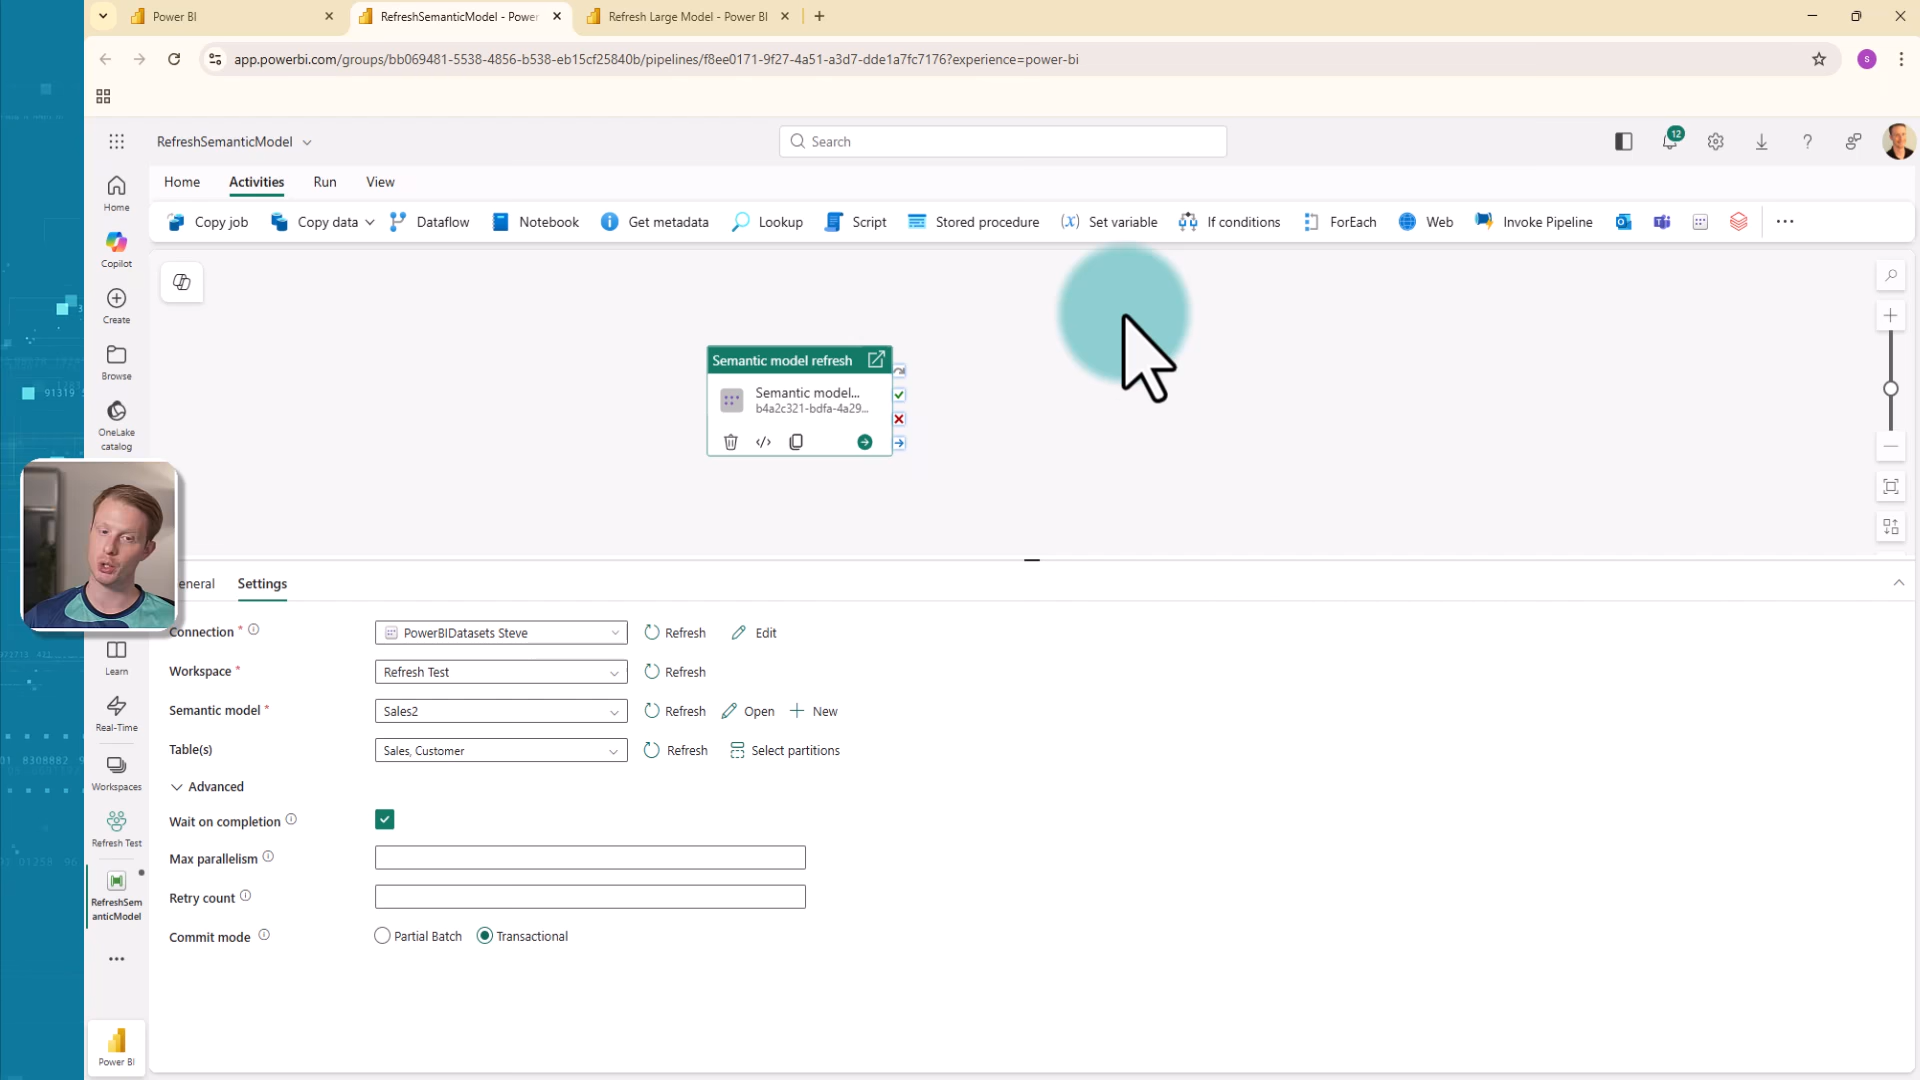 Power BI
RefreshSemanticModel - Power
Refresh Large Model - Power BI
app.powerbi.com/groups/bb069481-5538-4856-b538-eb15cf25840b/pipelines/f8ee0171-9f27-4a51-a3d7-dde1a7fc7176?experience=power-bi
s
RefreshSemanticModel
Search
12
Home Activities Run View
Copy job Copy data Dataflow Notebook Get metadata Lookup Script Stored procedure (x) Set variable If conditions ForEach Web Invoke Pipeline
Home
Copilot
Create
Browse
OneLake
catalog
Learn
Real-Time
Workspaces
Refresh Test
RefreshSem
anticModel
Power BI
Semantic model refresh
Semantic model...
b4a2c321-bdfa-4a29...
eneral Settings
Connection * PowerBIDatasets Steve Refresh Edit
Workspace * Refresh Test Refresh
Semantic model * Sales2 Refresh Open New
Table(s) Sales, Customer Refresh Select partitions
Advanced
Wait on completion
Max parallelism
Retry count
Commit mode Partial Batch Transactional
91319
8308882